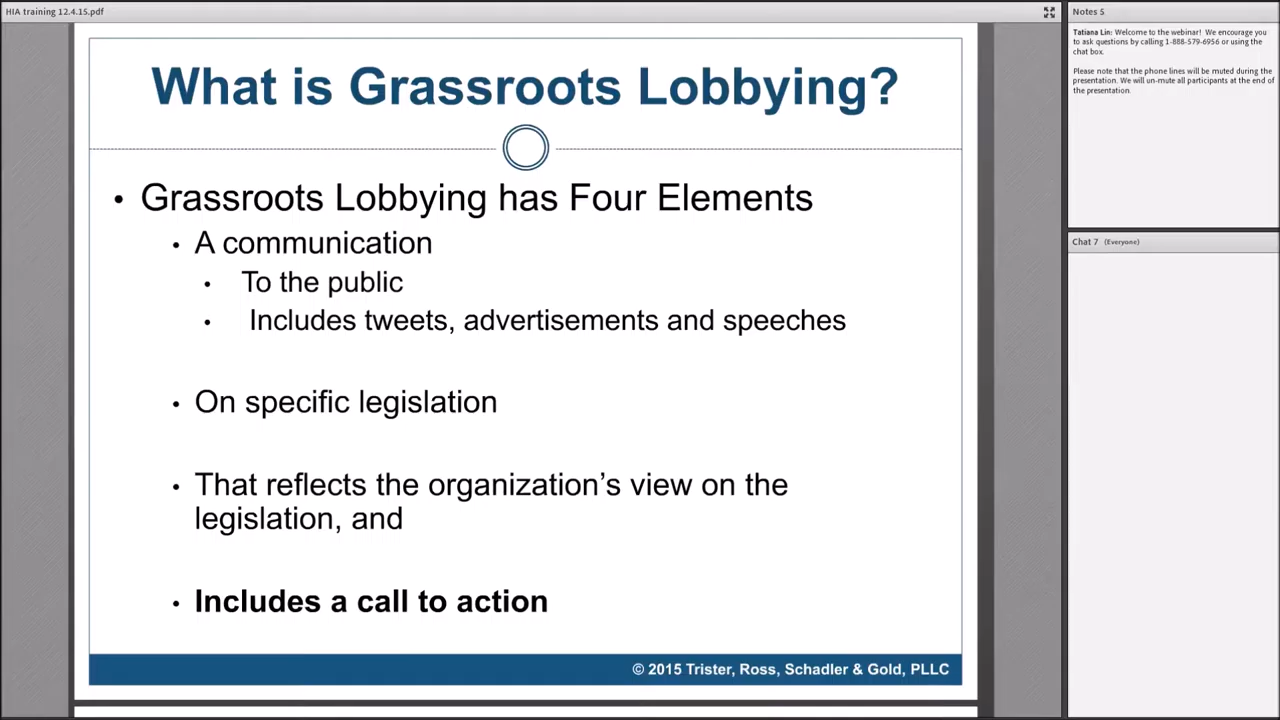 HIA training 12.4.15.pdf
What is Grassroots Lobbying?
• Grassroots Lobbying has Four Elements
• A communication
• To the public
• Includes tweets, advertisements and speeches
• On specific legislation
• That reflects the organization’s view on the
legislation, and
• Includes a call to action
© 2015 Trister, Ross, Schadler & Gold, PLLC
Notes 5
Tatiana Lin: Welcome to the webinar! We encourage you
to ask questions by calling 1-888-579-6956 or using the
chat box.
Please note that the phone lines will be muted during the
presentation. We will un-mute all participants at the end of
the presentation.
Chat 7 (Everyone)